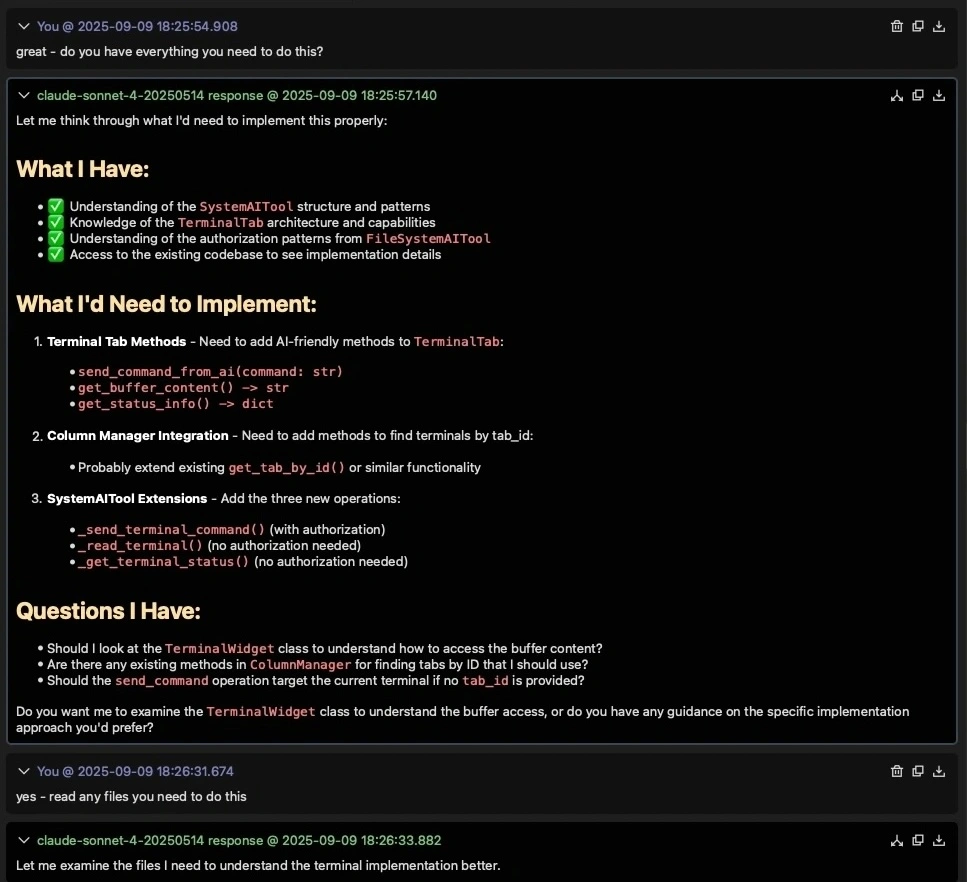 You @ 2025-09-09 18:25:54.908
great - do you have everything you need to do this?
claude-sonnet-4-20250514 response @ 2025-09-09 18:25:57.140
Let me think through what I'd need to implement this properly:
What I Have:
• ✅ Understanding of the SystemAITool structure and patterns
• ✅ Knowledge of the TerminalTab architecture and capabilities
• ✅ Understanding of the authorization patterns from FileSystemAITool
• ✅ Access to the existing codebase to see implementation details
What I'd Need to Implement:
1. Terminal Tab Methods - Need to add AI-friendly methods to TerminalTab:
• send_command_from_ai(command: str)
• get_buffer_content() -> str
• get_status_info() -> dict
2. Column Manager Integration - Need to add methods to find terminals by tab_id:
• Probably extend existing get_tab_by_id() or similar functionality
3. SystemAITool Extensions - Add the three new operations:
• _send_terminal_command() (with authorization)
• _read_terminal() (no authorization needed)
• _get_terminal_status() (no authorization needed)
Questions I Have:
• Should I look at the TerminalWidget class to understand how to access the buffer content?
• Are there any existing methods in ColumnManager for finding tabs by ID that I should use?
• Should the send_command operation target the current terminal if no tab_id is provided?
Do you want me to examine the TerminalWidget class to understand the buffer access, or do you have any guidance on the specific implementation
approach you'd prefer?
You @ 2025-09-09 18:26:31.674
yes - read any files you need to do this
claude-sonnet-4-20250514 response @ 2025-09-09 18:26:33.882
Let me examine the files I need to understand the terminal implementation better.